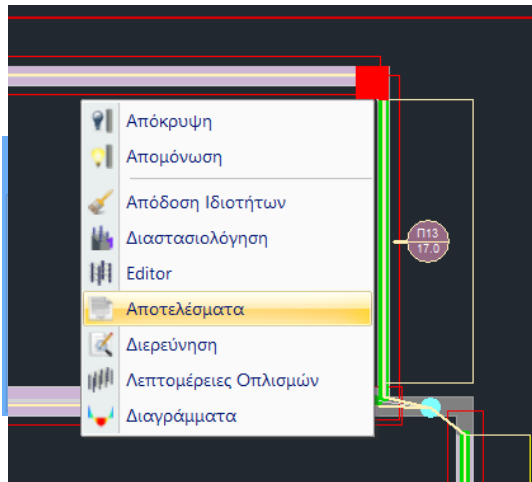 Απόκρυψη
Απομόνωση
Απόδοση Ιδιοτήτων
Διαστασιολόγηση
Editor
Αποτελέσματα
Διερεύνηση
Λεπτομέρειες Οπλισμών
Διαγράμματα
Π13
17.0